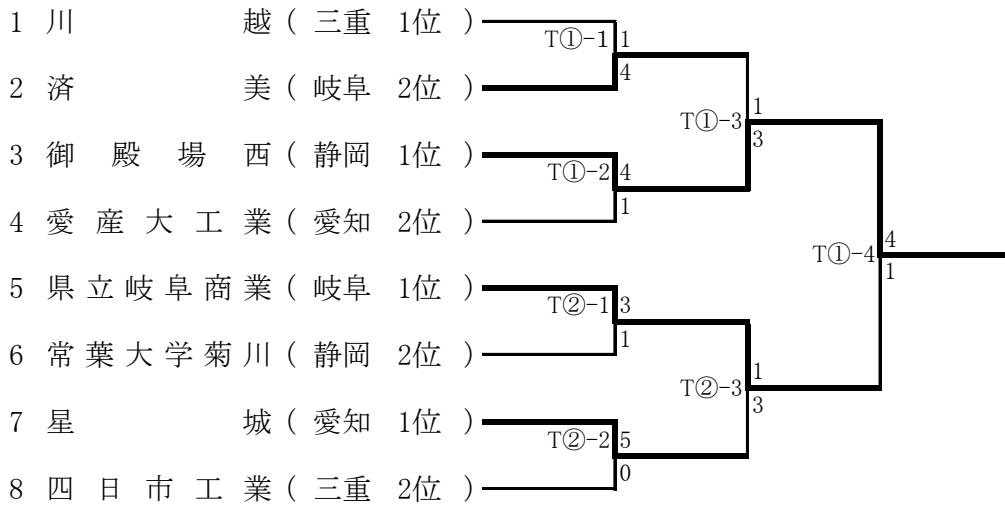 1 川越 ( 三重 1位 )
T①-1 1
4
2 済美 ( 岐阜 2位 )
T①-3 1
3
3 御殿場西 ( 静岡 1位 )
T①-2 4
1
4 愛産大工業 ( 愛知 2位 )
T①-4 4
1
5 県立岐阜商業 ( 岐阜 1位 )
T②-1 3
1
6 常葉大学菊川 ( 静岡 2位 )
T②-3 1
3
7 星城 ( 愛知 1位 )
T②-2 5
0
8 四日市工業 ( 三重 2位 )